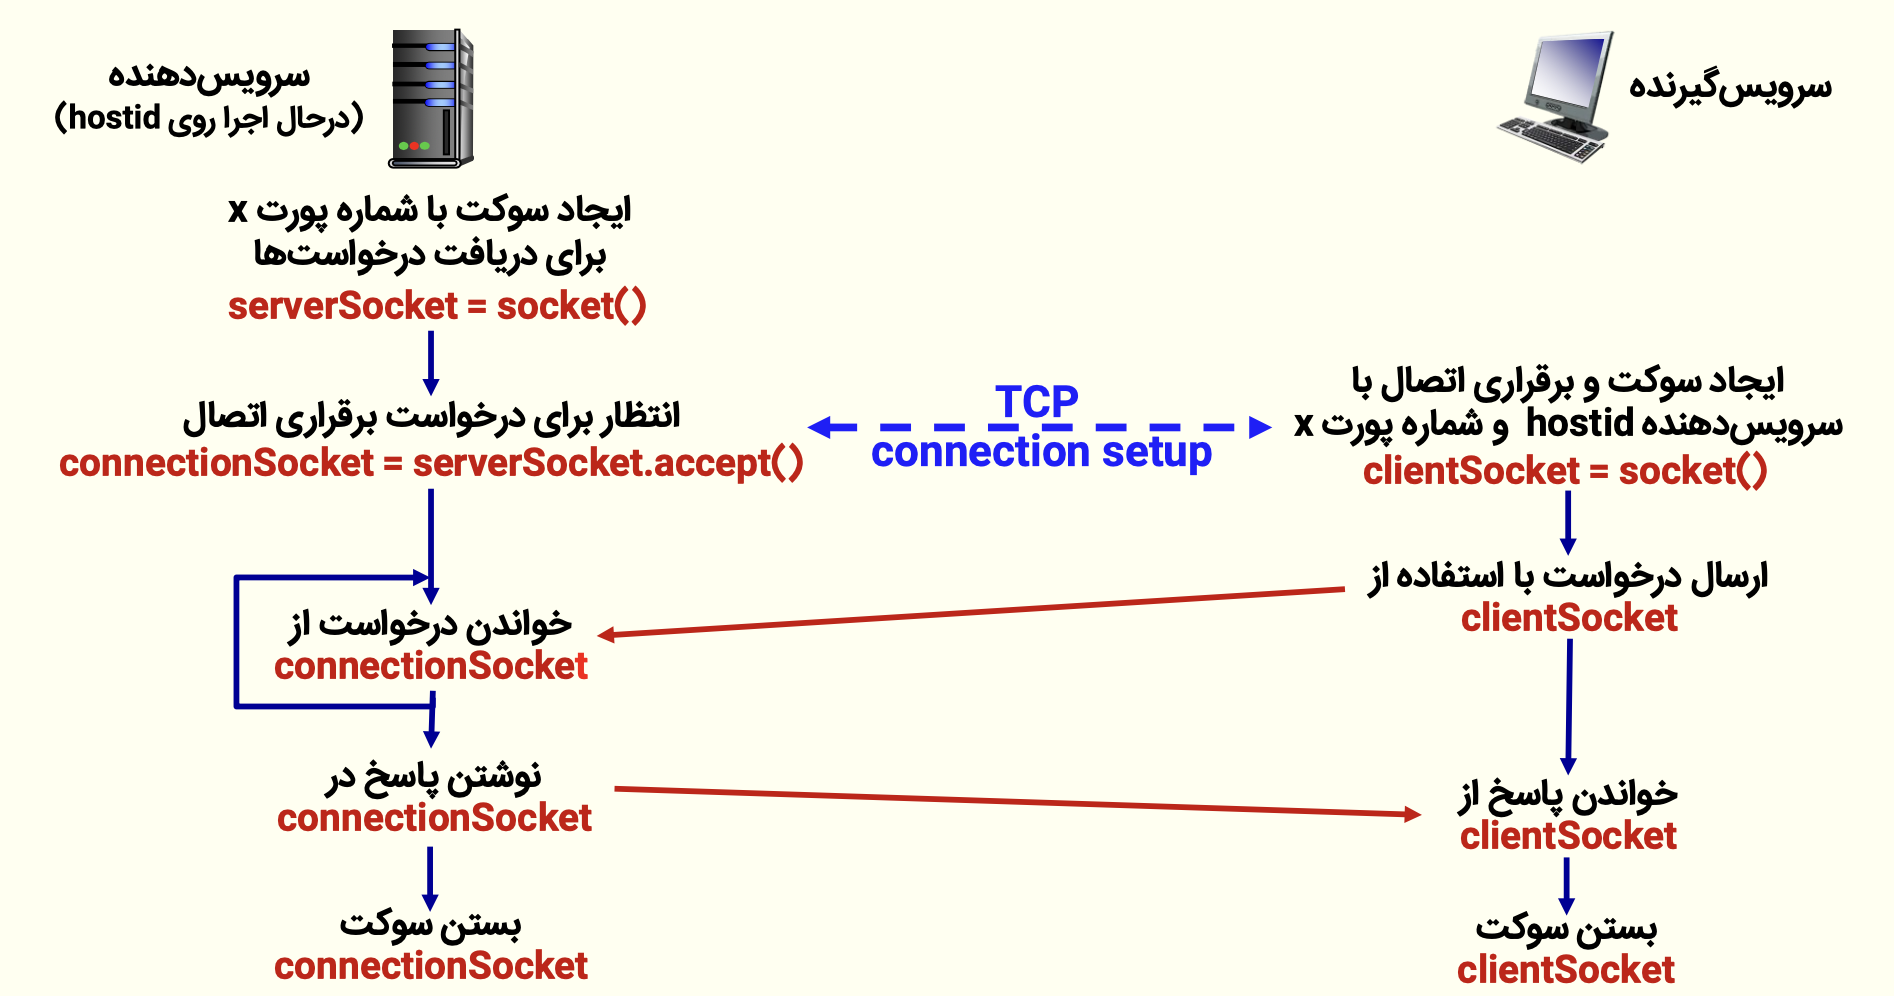 سرویس‌دهنده
(درحال اجرا روی hostid)
ایجاد سوکت با شماره پورت x
برای دریافت درخواست‌ها
serverSocket = socket()
انتظار برای درخواست برقراری اتصال
connectionSocket = serverSocket.accept()
خواندن درخواست از
connectionSocket
نوشتن پاسخ در
connectionSocket
بستن سوکت
connectionSocket
TCP
connection setup
سرویس‌گیرنده
ایجاد سوکت و برقراری اتصال با
سرویس‌دهنده hostid و شماره پورت x
clientSocket = socket()
ارسال درخواست با استفاده از
clientSocket
خواندن پاسخ از
clientSocket
بستن سوکت
clientSocket